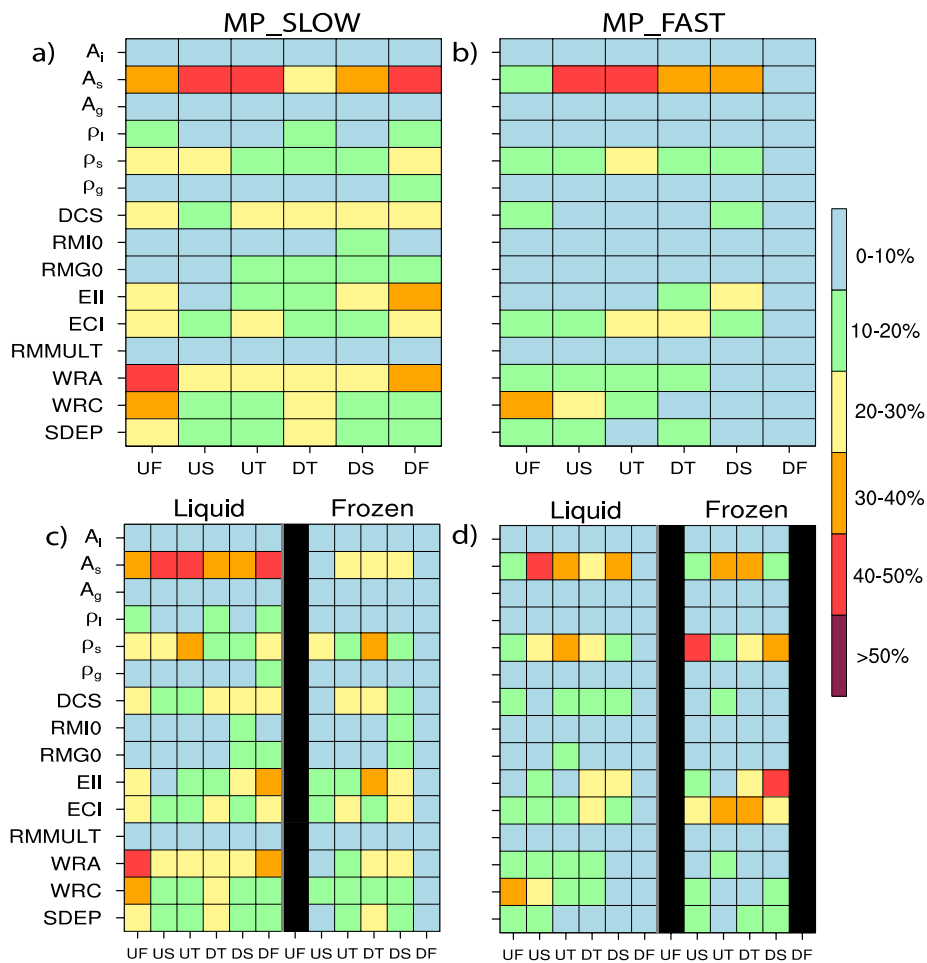 MP_SLOW MP_FAST
a) b)
Ai
As
Ag
ρI
ρs
ρg
DCS
RMI0
RMG0
EII
ECI
RMMULT
WRA
WRC
SDEP
UF US UT DT DS DF UF US UT DT DS DF
0-10%
10-20%
20-30%
30-40%
40-50%
>50%
Liquid Frozen Liquid Frozen
c) d)
AI
As
Ag
ρI
ρs
ρg
DCS
RMI0
RMG0
EII
ECI
RMMULT
WRA
WRC
SDEP
UF US UT DT DS DF UF US UT DT DS DF UF US UT DT DS DF UF US UT DT DS DF